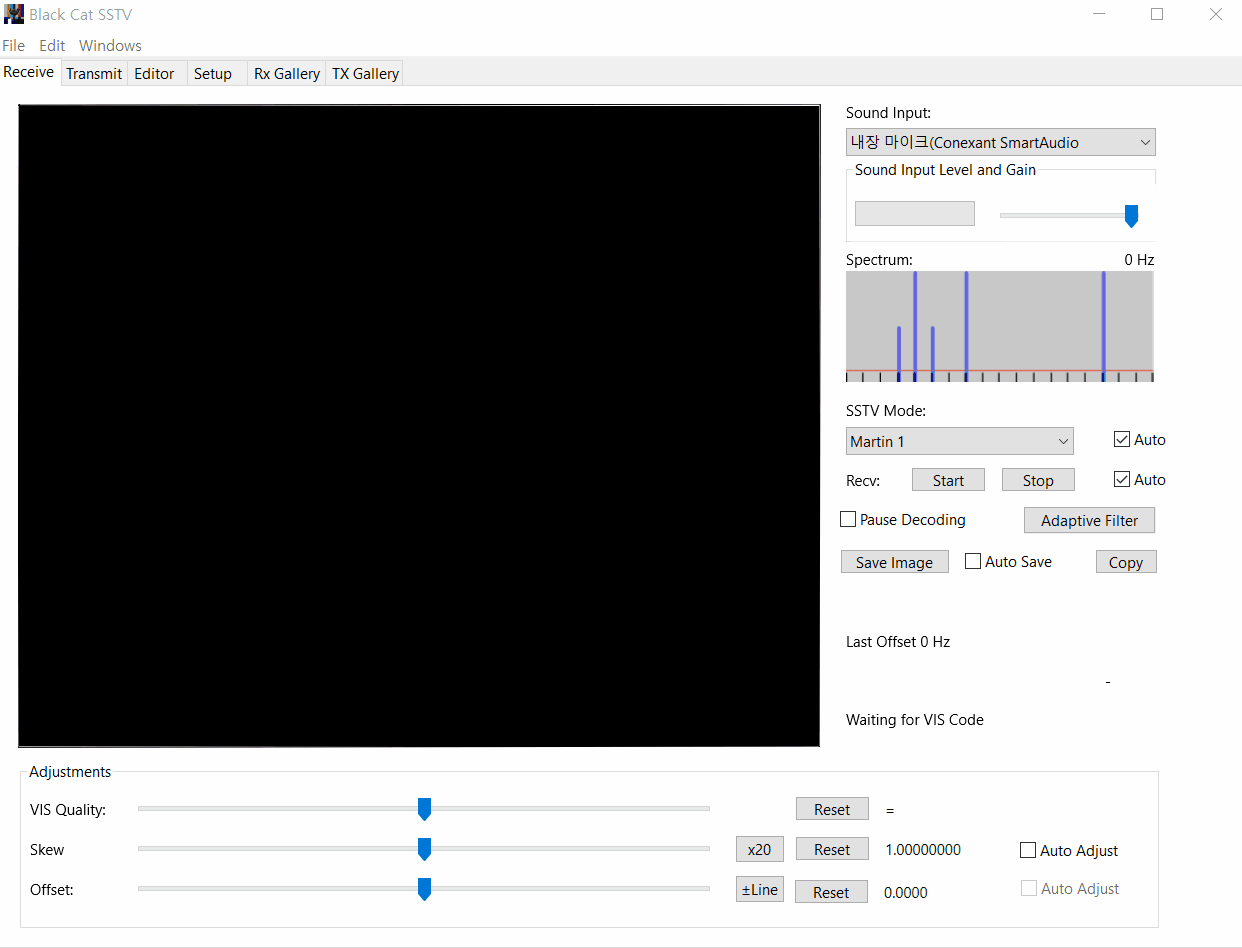 Black Cat SSTV
File Edit Windows
Receive Transmit Editor Setup Rx Gallery TX Gallery
Sound Input:
내장 마이크(Conexant SmartAudio
Sound Input Level and Gain
Spectrum: 0 Hz
SSTV Mode:
Martin 1 Auto
Recv: Start Stop Auto
Pause Decoding Adaptive Filter
Save Image Auto Save Copy
Last Offset 0 Hz
-
Waiting for VIS Code
Adjustments
VIS Quality: Reset =
Skew x20 Reset 1.00000000 Auto Adjust
Offset: ±Line Reset 0.0000 Auto Adjust